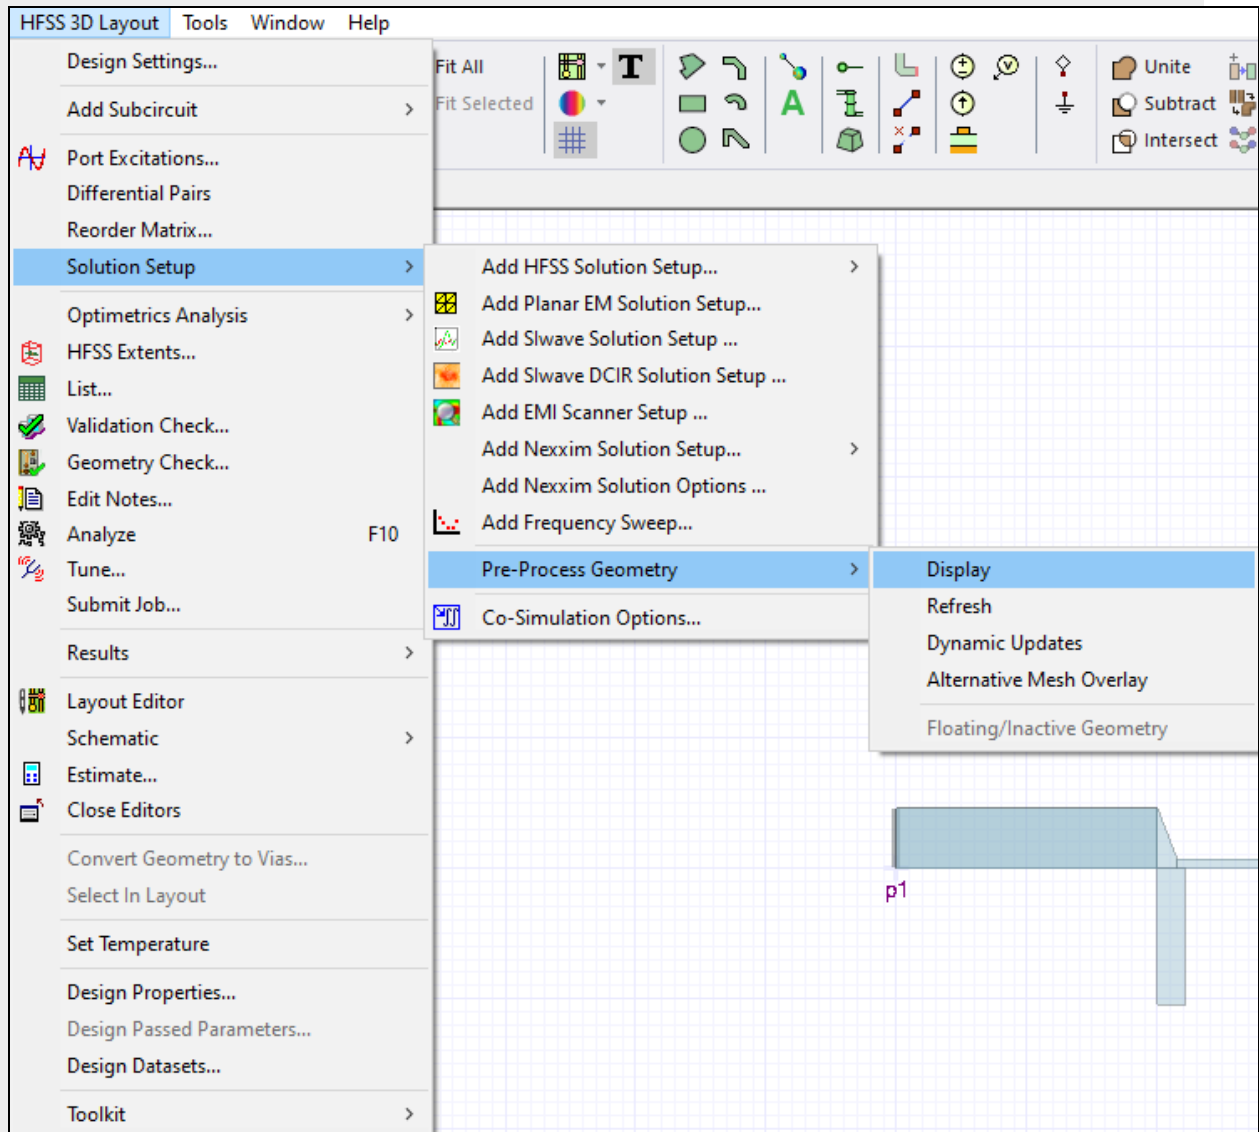 HFSS 3D Layout Tools Window Help
Design Settings...
Fit All
Unite
Fit Selected
Subtract
Add Subcircuit
Intersect
Port Excitations...
Differential Pairs
Reorder Matrix...
Solution Setup
Optimetrics Analysis
HFSS Extents...
List...
Validation Check...
Geometry Check...
Edit Notes...
Analyze F10
Tune...
Submit Job...
Results
Layout Editor
Schematic
Estimate...
Close Editors
Convert Geometry to Vias...
Select In Layout
Set Temperature
Design Properties...
Design Passed Parameters...
Design Datasets...
Toolkit
Add HFSS Solution Setup...
Add Planar EM Solution Setup...
Add SIwave Solution Setup ...
Add SIwave DCIR Solution Setup ...
Add EMI Scanner Setup ...
Add Nexxim Solution Setup...
Add Nexxim Solution Options ...
Add Frequency Sweep...
Pre-Process Geometry
Co-Simulation Options...
Display
Refresh
Dynamic Updates
Alternative Mesh Overlay
Floating/Inactive Geometry
p1